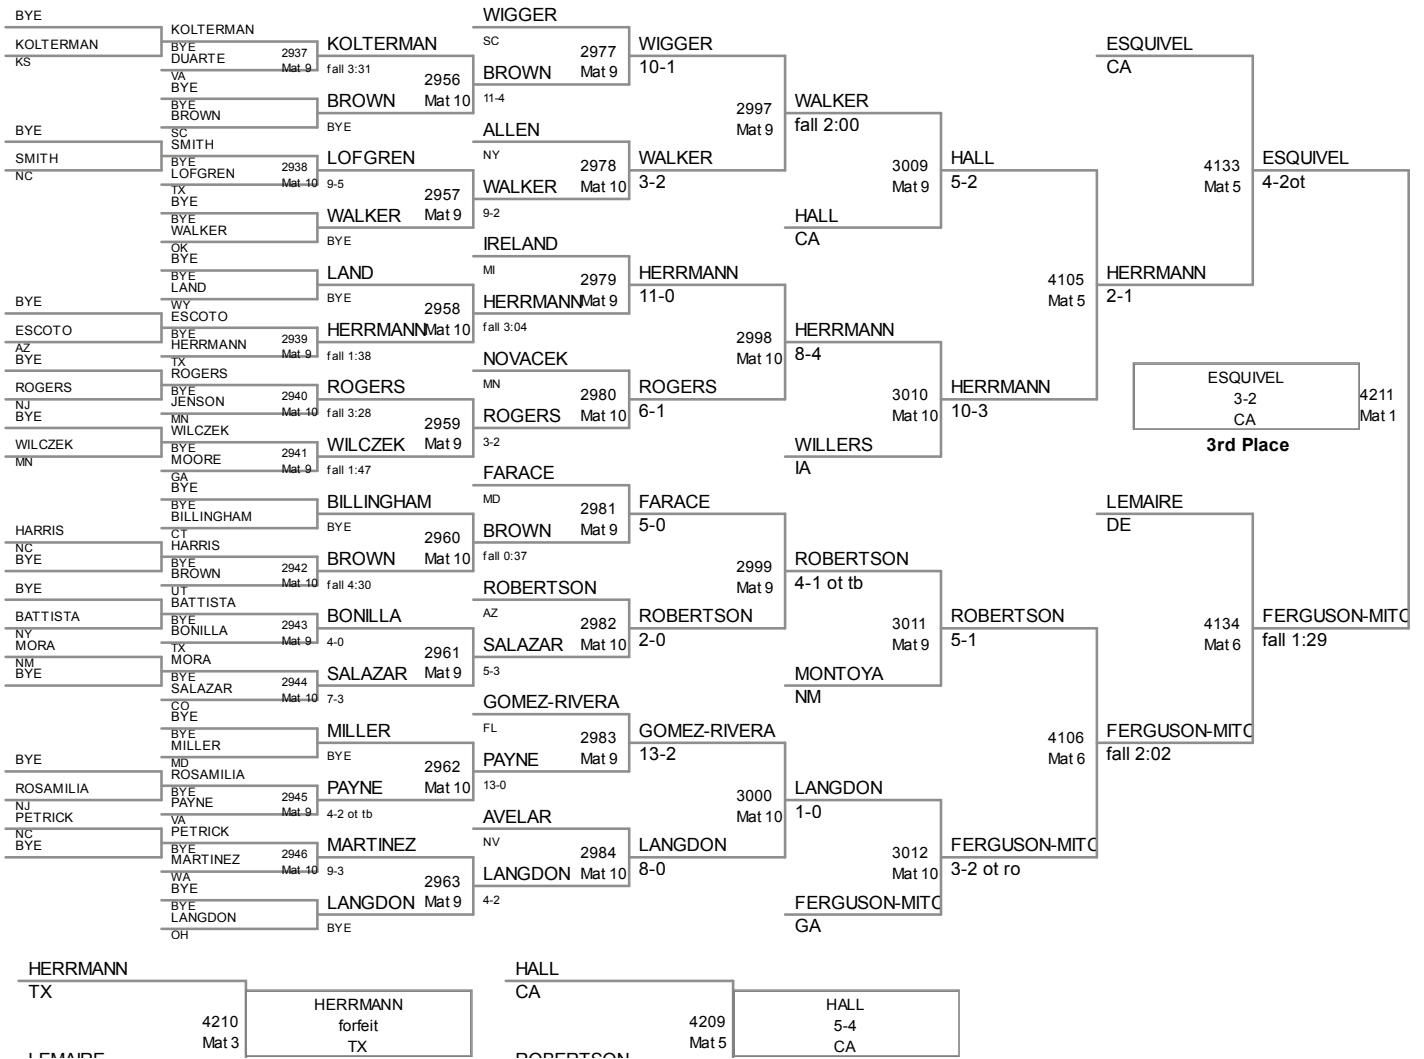 BYE
KOLTERMAN
KS
BYE
SMITH
NC
BYE
ESCOTO
AZ
BYE
ROGERS
NJ
BYE
WILCZEK
MN
HARRIS
NC
BYE
BYE
BATTISTA
NY
MORA
NM
BYE
BYE
ROSAMILIA
NJ
PETRICK
NC
BYE
KOLTERMAN
BYE
DUARTE
VA
BYE
BYE
BROWN
SC
SMITH
BYE
LOFGREN
TX
BYE
BYE
WALKER
OK
BYE
BYE
LAND
WY
ESCOTO
BYE
HERRMANN
TX
ROGERS
BYE
JENSON
MN
WILCZEK
BYE
MOORE
GA
BYE
BYE
BILLINGHAM
CT
HARRIS
BYE
BROWN
UT
BATTISTA
BYE
BONILLA
TX
MORA
BYE
SALAZAR
CO
BYE
BYE
MILLER
MD
ROSAMILIA
BYE
PAYNE
VA
PETRICK
BYE
MARTINEZ
WA
BYE
BYE
LANGDON
OH
2937
Mat 9
2938
Mat 10
2939
Mat 9
2940
Mat 10
2941
Mat 9
2942
Mat 10
2943
Mat 9
2944
Mat 10
2945
Mat 9
2946
Mat 10
KOLTERMAN
fall 3:31
BROWN
BYE
LOFGREN
9-5
WALKER
BYE
LAND
BYE
HERRMANN
fall 1:38
ROGERS
fall 3:28
WILCZEK
fall 1:47
BILLINGHAM
BYE
BROWN
fall 4:30
BONILLA
4-0
SALAZAR
7-3
MILLER
BYE
PAYNE
4-2 ot tb
MARTINEZ
9-3
LANGDON
BYE
2956
Mat 10
2957
Mat 9
2958
Mat 10
2959
Mat 9
2960
Mat 10
2961
Mat 9
2962
Mat 10
2963
Mat 9
WIGGER
SC
BROWN
11-4
ALLEN
NY
WALKER
9-2
IRELAND
MI
HERRMANN
fall 3:04
NOVACEK
MN
ROGERS
3-2
FARACE
MD
BROWN
fall 0:37
ROBERTSON
AZ
SALAZAR
5-3
GOMEZ-RIVERA
FL
PAYNE
13-0
AVELAR
NV
LANGDON
4-2
2977
Mat 9
2978
Mat 10
2979
Mat 9
2980
Mat 10
2981
Mat 9
2982
Mat 10
2983
Mat 9
2984
Mat 10
WIGGER
10-1
WALKER
3-2
HERRMANN
11-0
ROGERS
6-1
FARACE
5-0
ROBERTSON
2-0
GOMEZ-RIVERA
13-2
LANGDON
8-0
2997
Mat 9
2998
Mat 10
2999
Mat 9
3000
Mat 10
WALKER
fall 2:00
HALL
CA
HERRMANN
8-4
WILLERS
IA
ROBERTSON
4-1 ot tb
MONTOYA
NM
LANGDON
1-0
FERGUSON-MITC
GA
3009
Mat 9
3010
Mat 10
3011
Mat 9
3012
Mat 10
HALL
5-2
HERRMANN
10-3
ROBERTSON
5-1
FERGUSON-MITC
3-2 ot ro
4105
Mat 5
4106
Mat 6
ESQUIVEL
CA
HERRMANN
2-1
LEMAIRE
DE
FERGUSON-MITC
fall 2:02
4133
Mat 5
4134
Mat 6
ESQUIVEL
4-2ot
FERGUSON-MITC
fall 1:29
ESQUIVEL
3-2
CA
4211
Mat 1
3rd Place
HERRMANN
TX
4210
Mat 3
LEMAIRE
HERRMANN
forfeit
TX
HALL
CA
4209
Mat 5
ROBERTSON
HALL
5-4
CA